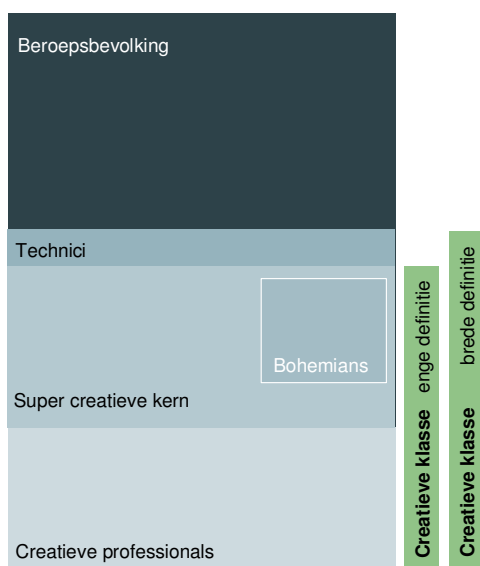 Beroepsbevolking
Technici
Bohemians
Super creatieve kern
Creatieve professionals
Creatieve klasse enge definitie
Creatieve klasse brede definitie